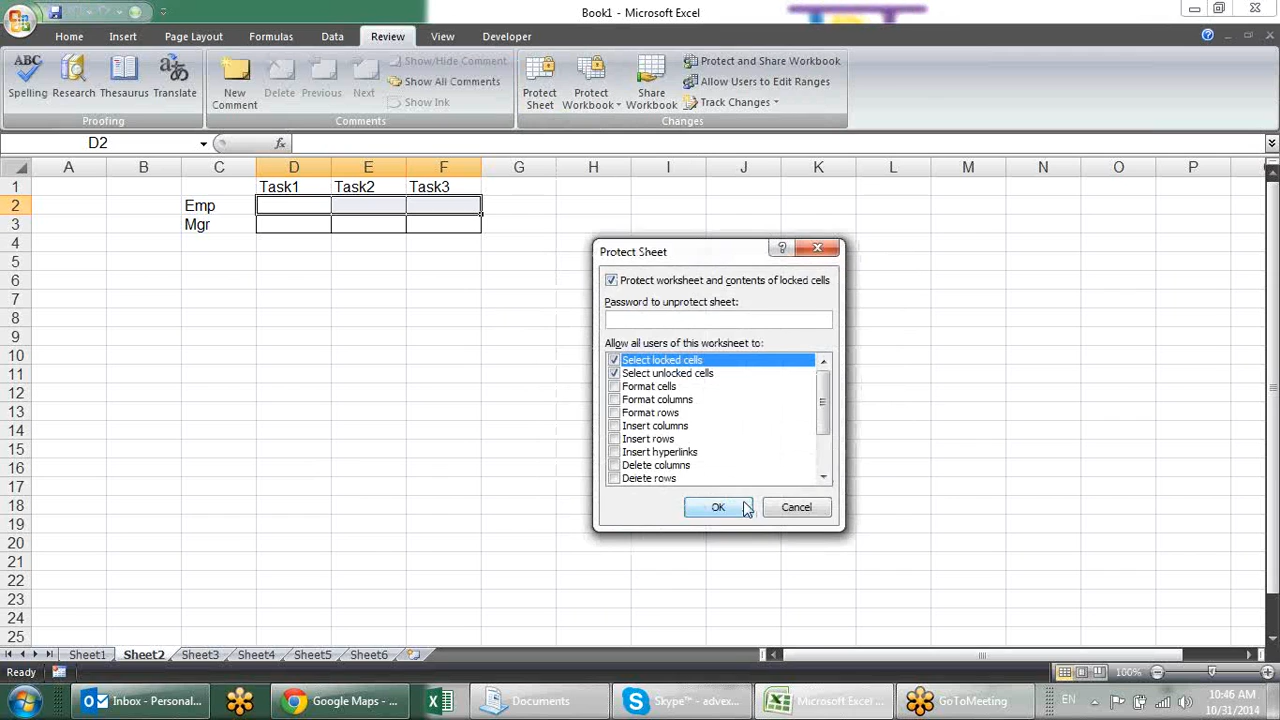 Book1 - Microsoft Excel
Home Insert Page Layout Formulas Data Review View Developer
ABC
Spelling Research Thesaurus Translate
Proofing
New Comment Delete Previous Next
Show/Hide Comment
Show All Comments
Show Ink
Comments
Protect Sheet Protect Workbook Share Workbook
Protect and Share Workbook
Allow Users to Edit Ranges
Track Changes
Changes
D2 fx
A B C D E F G H I J K L M N O P
1 Task1 Task2 Task3
2 Emp
3 Mgr
4
5
6
7
8
9
10
11
12
13
14
15
16
17
18
19
20
21
22
23
24
25
Protect Sheet
Protect worksheet and contents of locked cells
Password to unprotect sheet:
Allow all users of this worksheet to:
Select locked cells
Select unlocked cells
Format cells
Format columns
Format rows
Insert columns
Insert rows
Insert hyperlinks
Delete columns
Delete rows
OK Cancel
Sheet1 Sheet2 Sheet3 Sheet4 Sheet5 Sheet6
Ready 100%
Inbox - Personal... Google Maps - ... Documents Skype™ - advex... Microsoft Excel ... GoToMeeting EN 10:46 AM
10/31/2014